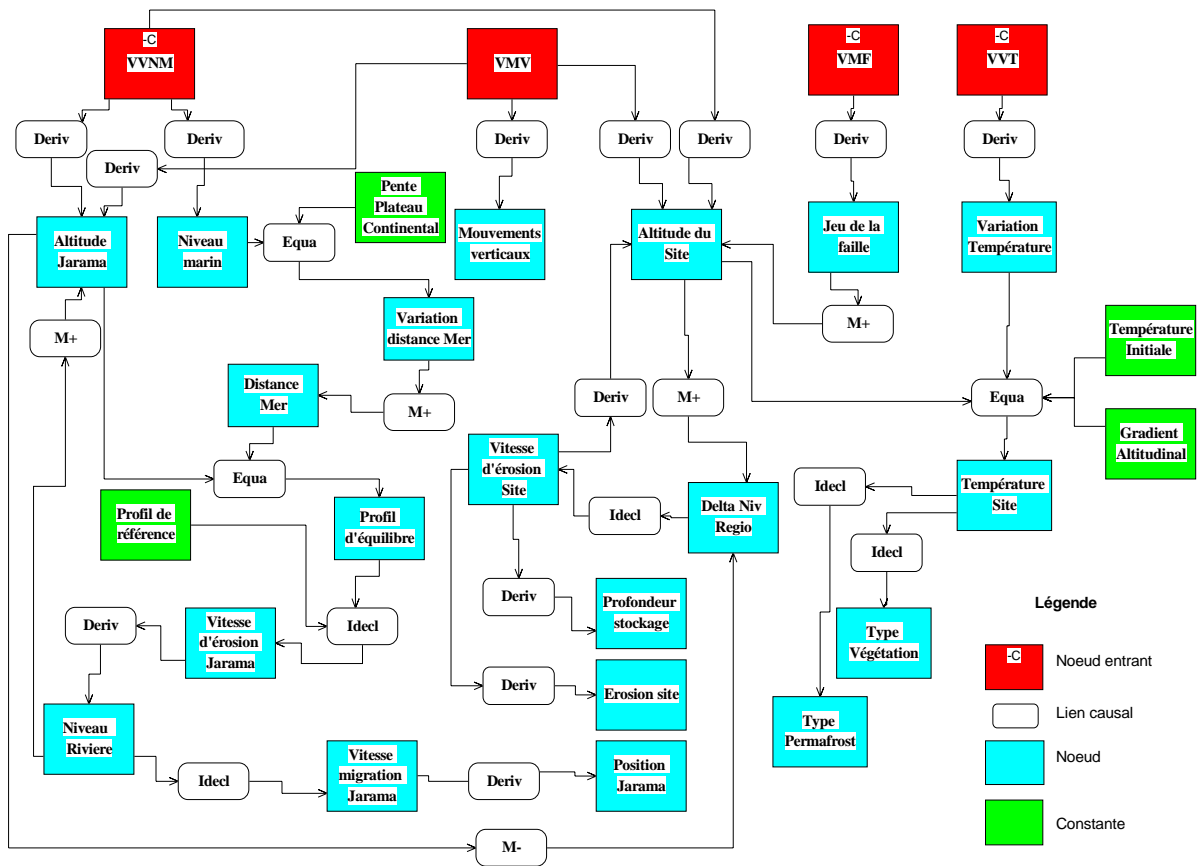 -C
VVNM
VMV
-C
VMF
-C
VVT
Deriv
Deriv
Deriv
Deriv
Deriv
Deriv
Deriv
Deriv
Pente
Plateau
Continental
Altitude
Jarama
Niveau
marin
Equa
Mouvements
verticaux
Altitude du
Site
Jeu de la
faille
Variation
Température
M+
Variation
distance Mer
M+
Température
Initiale
Distance
Mer
M+
Deriv
M+
Equa
Gradient
Altitudinal
Equa
Vitesse
d'érosion
Site
Idecl
Delta Niv
Regio
Idecl
Température
Site
Profil de
référence
Profil
d'équilibre
Idecl
Deriv
Vitesse
d'érosion
Jarama
Idecl
Deriv
Profondeur
stockage
Type
Végétation
Légende
-C
Noeud entrant
Deriv
Erosion site
Niveau
Riviere
Type
Permafrost
Lien causal
Idecl
Vitesse
migration
Jarama
Deriv
Position
Jarama
Noeud
M-
Constante